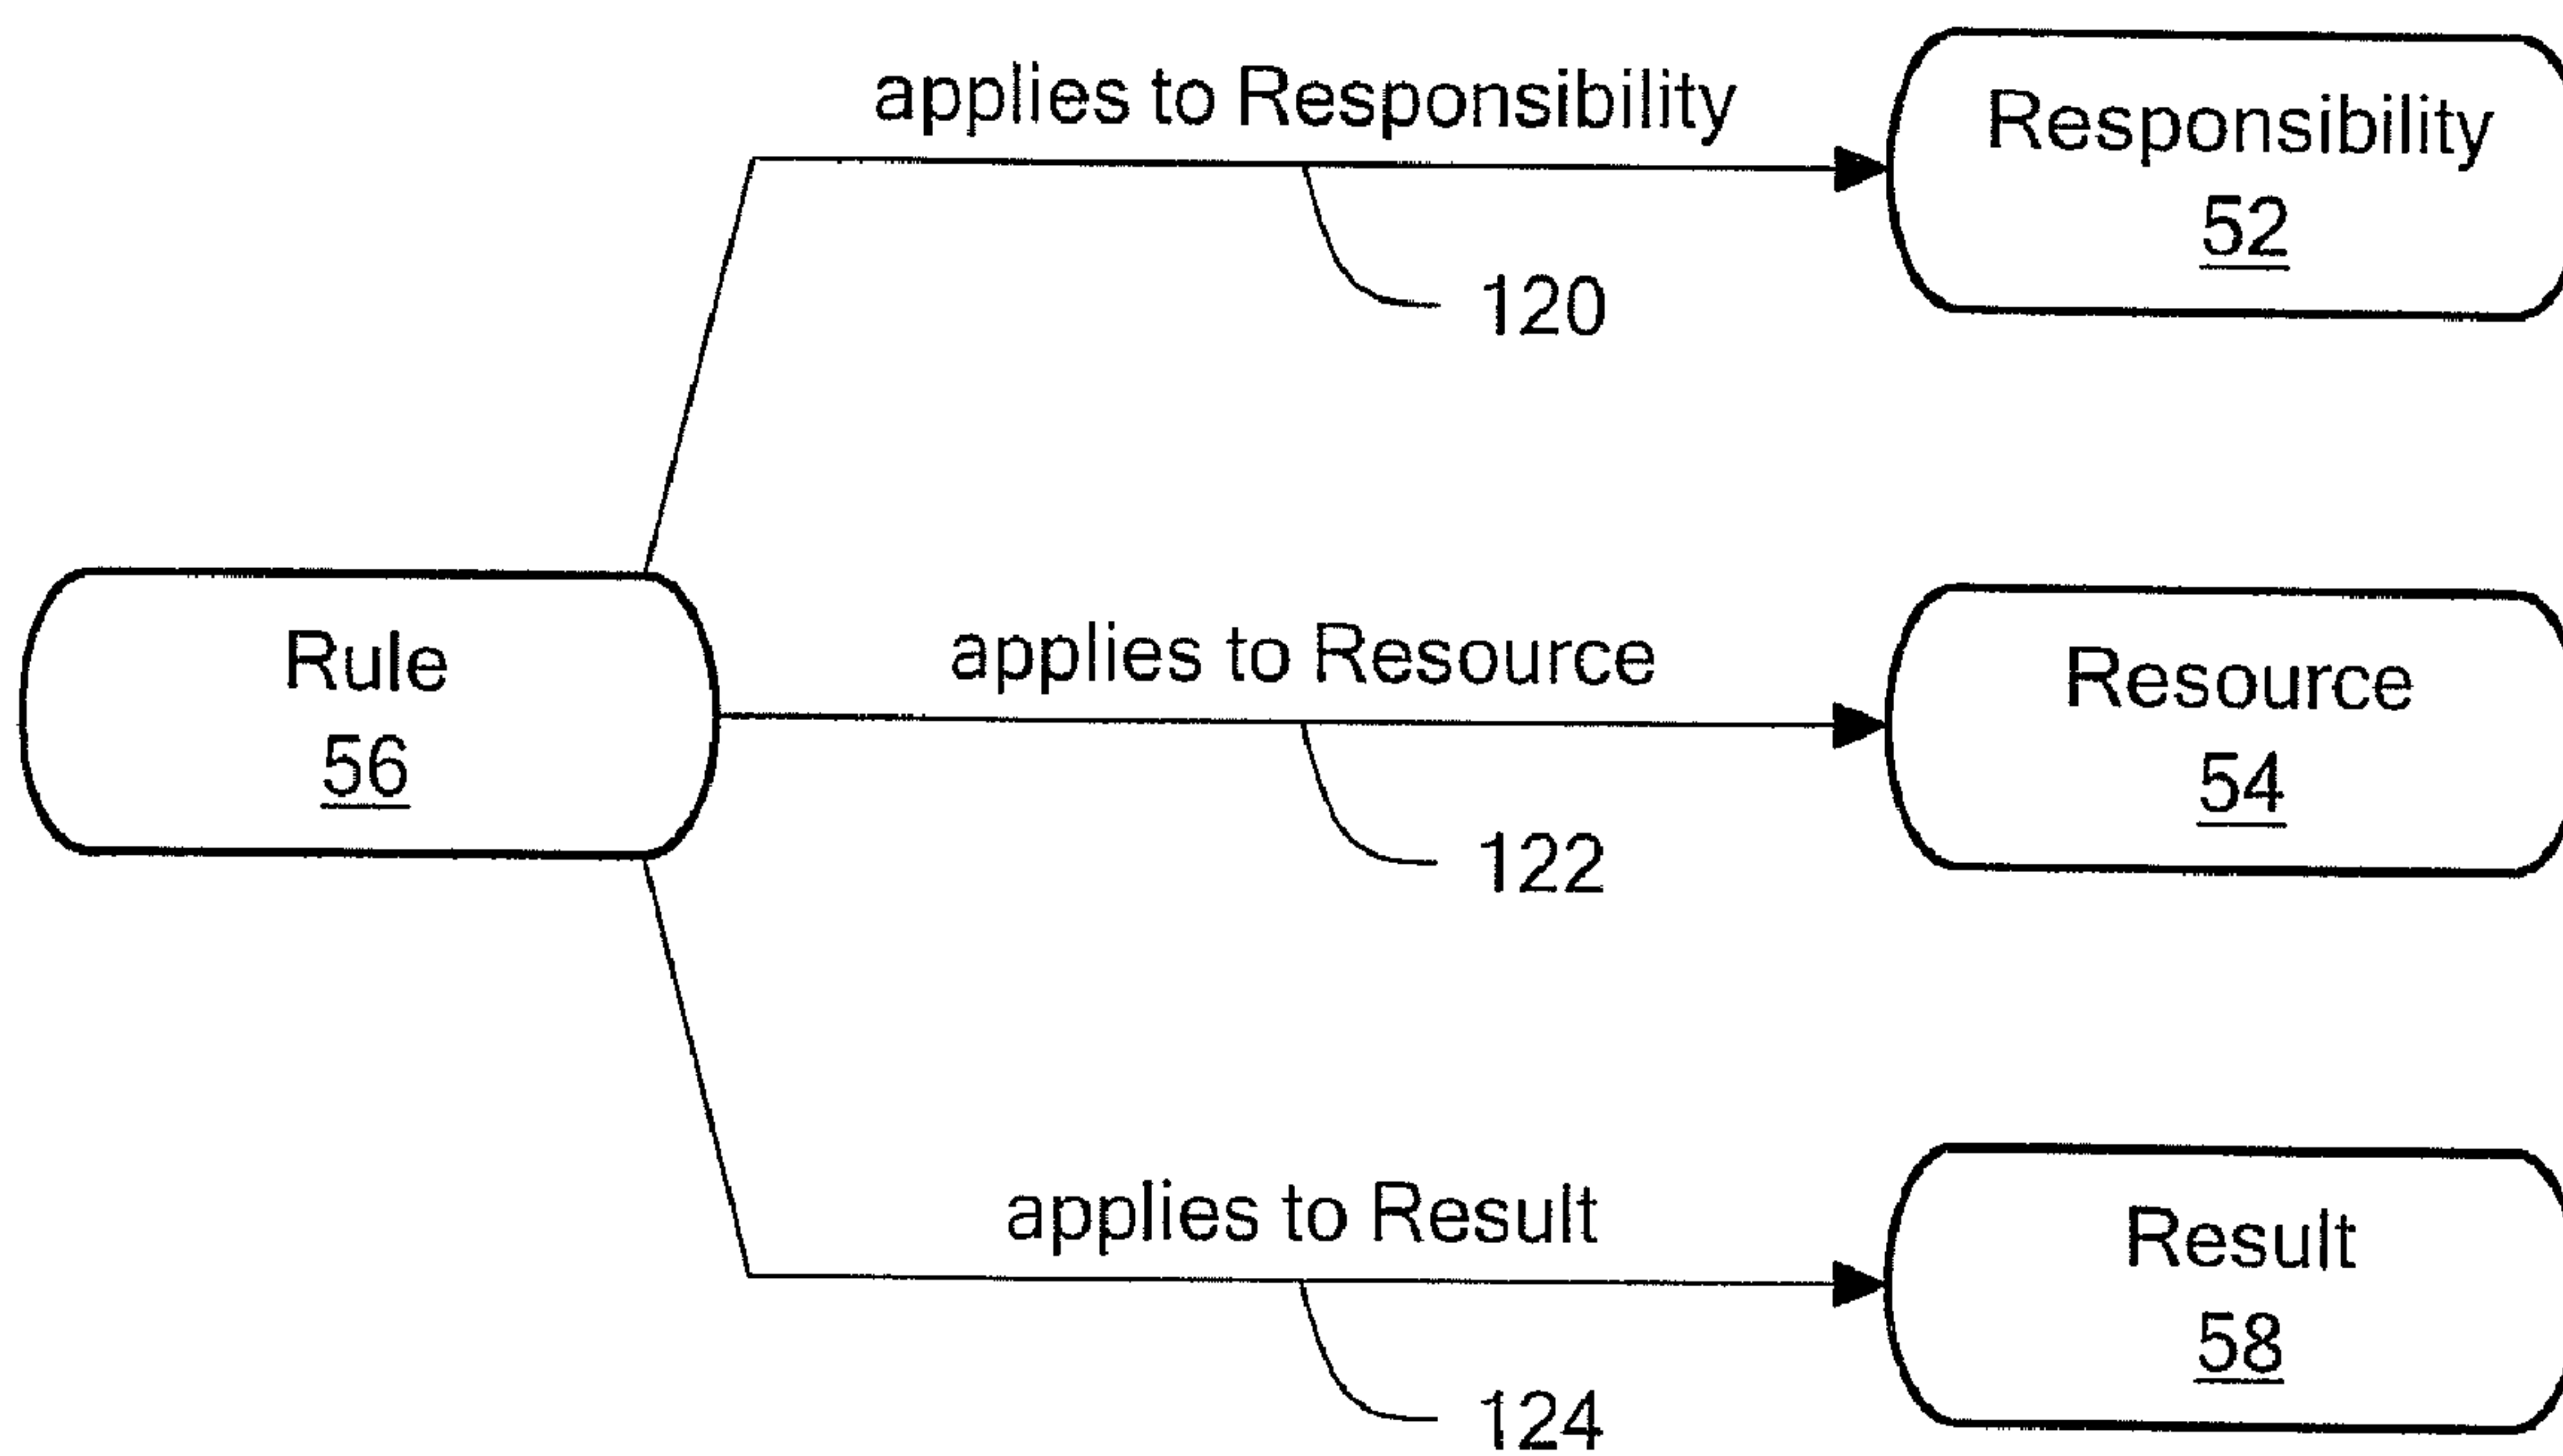 applies to Responsibility
Responsibility
52
120
Rule
56
applies to Resource
Resource
54
122
applies to Result
Result
58
124